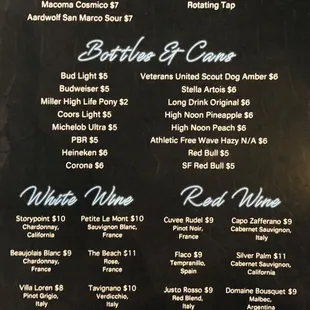 Macoma Cosmico $7
Rotating Tap
Aardwolf San Marco Sour $7
Bottles & Cans
Bud Light $5
Budweiser $5
Miller High Life Pony $2
Coors Light $5
Michelob Ultra $5
PBR $5
Heineken $6
Corona $6
Veterans United Scout Dog Amber $6
Stella Artois $6
Long Drink Original $6
High Noon Pineapple $6
High Noon Peach $6
Athletic Free Wave Hazy N/A $6
Red Bull $5
SF Red Bull $5
White Wine
Storypoint $10
Chardonnay,
California
Beaujolais Blanc $9
Chardonnay,
France
Villa Loren $8
Pinot Grigio,
Italy
Petite Le Mont $10
Sauvignon Blanc,
France
The Beach $11
Rose,
France
Tavignano $10
Verdicchio,
Italy
Red Wine
Cuvee Rudel $9
Pinot Noir,
France
Flaco $9
Tempranillo,
Spain
Justo Rosso $9
Red Blend,
Italy
Capo Zafferano $9
Cabernet Sauvignon,
Italy
Silver Palm $11
Cabernet Sauvignon,
California
Domaine Bousquet $9
Malbec,
Argentina